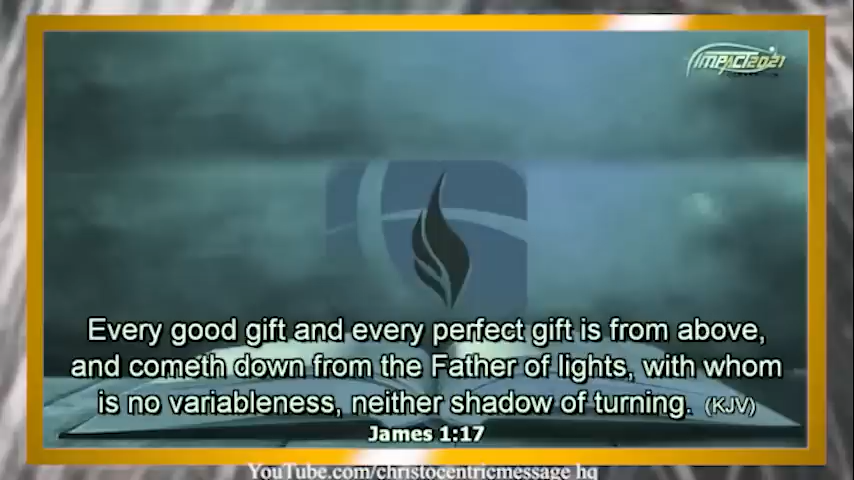 IMPACT2021
Every good gift and every perfect gift is from above,
and cometh down from the Father of lights, with whom
is no variableness, neither shadow of turning. (KJV)
James 1:17
YouTube.com/christocentricmessage hq